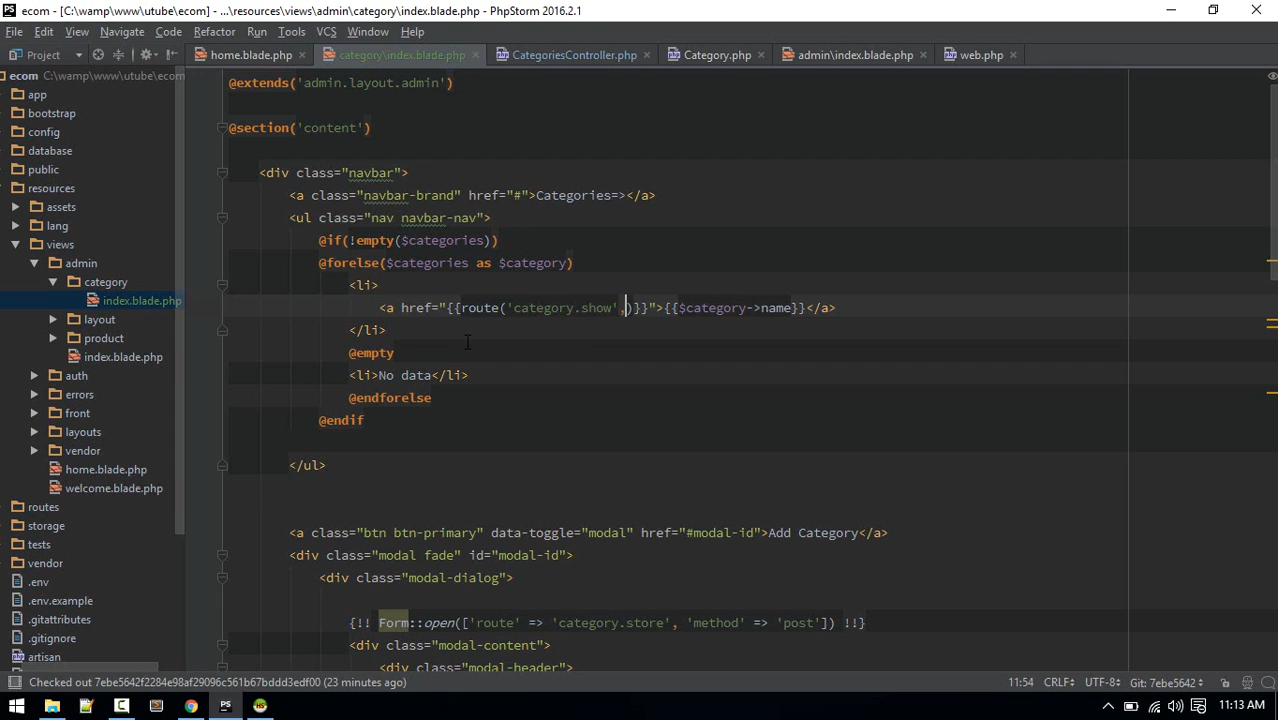 ecom - [C:\wamp\www\utube\ecom] - ...\resources\views\admin\category\index.blade.php - PhpStorm 2016.2.1
File Edit View Navigate Code Refactor Run Tools VCS Window Help
Project home.blade.php category\index.blade.php CategoriesController.php Category.php admin\index.blade.php web.php
ecom C:\wamp\www\utube\ecom
app
bootstrap
config
database
public
resources
assets
lang
views
admin
category
index.blade.php
layout
product
index.blade.php
auth
errors
front
layouts
vendor
home.blade.php
welcome.blade.php
routes
storage
tests
vendor
.env
.env.example
.gitattributes
.gitignore
artisan
@extends('admin.layout.admin')
@section('content')
<div class="navbar">
<a class="navbar-brand" href="#">Categories=></a>
<ul class="nav navbar-nav">
@if(!empty($categories))
@forelse($categories as $category)
<li>
<a href="{{route('category.show',)}}">{{$category->name}}</a>
</li>
@empty
<li>No data</li>
@endforelse
@endif
</ul>
<a class="btn btn-primary" data-toggle="modal" href="#modal-id">Add Category</a>
<div class="modal fade" id="modal-id">
<div class="modal-dialog">
{!! Form::open(['route' => 'category.store', 'method' => 'post']) !!}
<div class="modal-content">
<div class="modal-header">
Checked out 7ebe5642f2284e98af29096c561b67bddd3edf00 (23 minutes ago) 11:54 CRLF UTF-8 Git: 7ebe5642
PS 11:13 AM